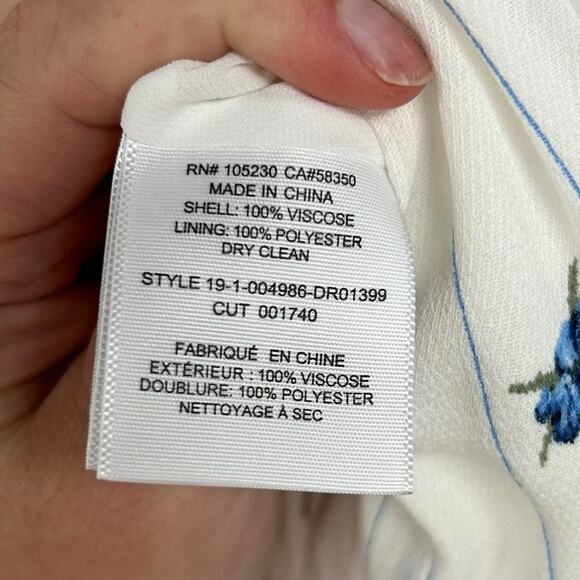 RN# 105230 CA#58350
MADE IN CHINA
SHELL: 100% VISCOSE
LINING: 100% POLYESTER
DRY CLEAN
STYLE 19-1-004986-DR01399
CUT 001740
FABRIQUÉ EN CHINE
EXTÉRIEUR : 100% VISCOSE
DOUBLURE: 100% POLYESTER
NETTOYAGE À SEC